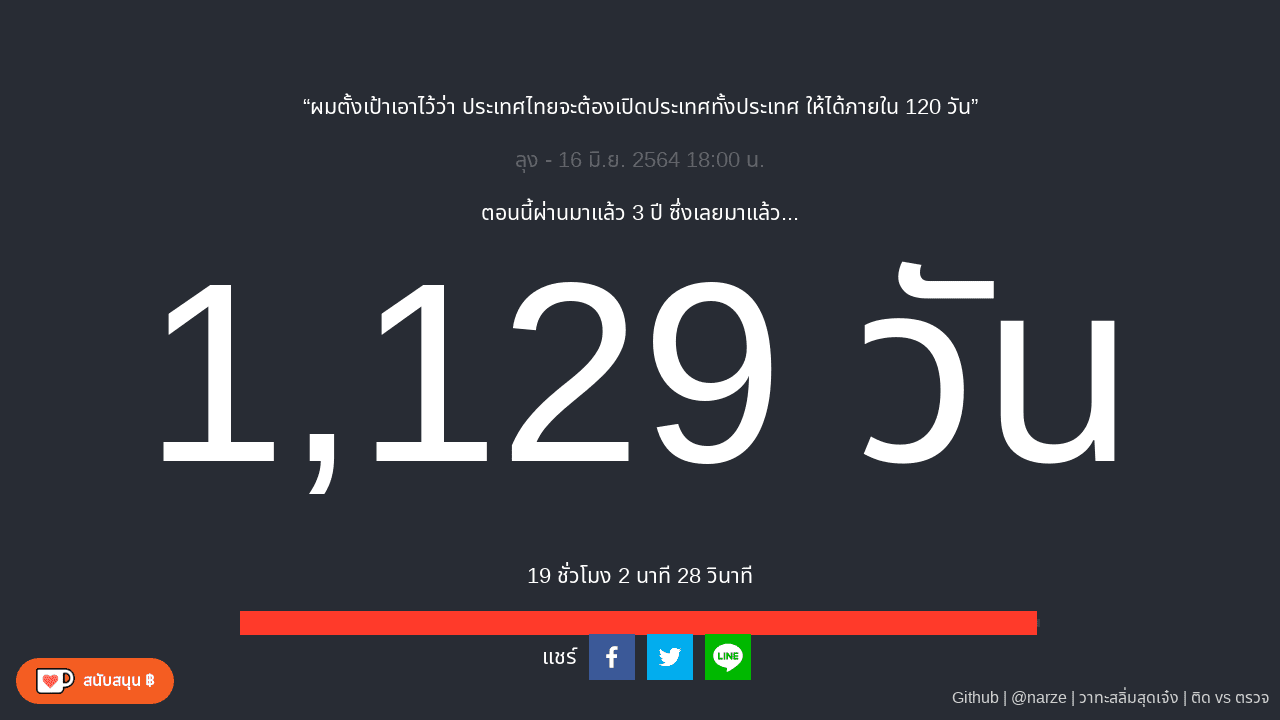 “ผมตั้งเป้าเอาไว้ว่า ประเทศไทยจะต้องเปิดประเทศทั้งประเทศ ให้ได้ภายใน 120 วัน”
ลุง - 16 มิ.ย. 2564 18:00 น.
ตอนนี้ผ่านมาแล้ว 3 ปี ซึ่งเลยมาแล้ว...
1,129 วัน
19 ชั่วโมง 2 นาที 28 วินาที
แชร์
LINE
สนับสนุน ฿
Github | @narze | วาทะสลิ่มสุดเจ๋ง | ติด vs ตรวจ